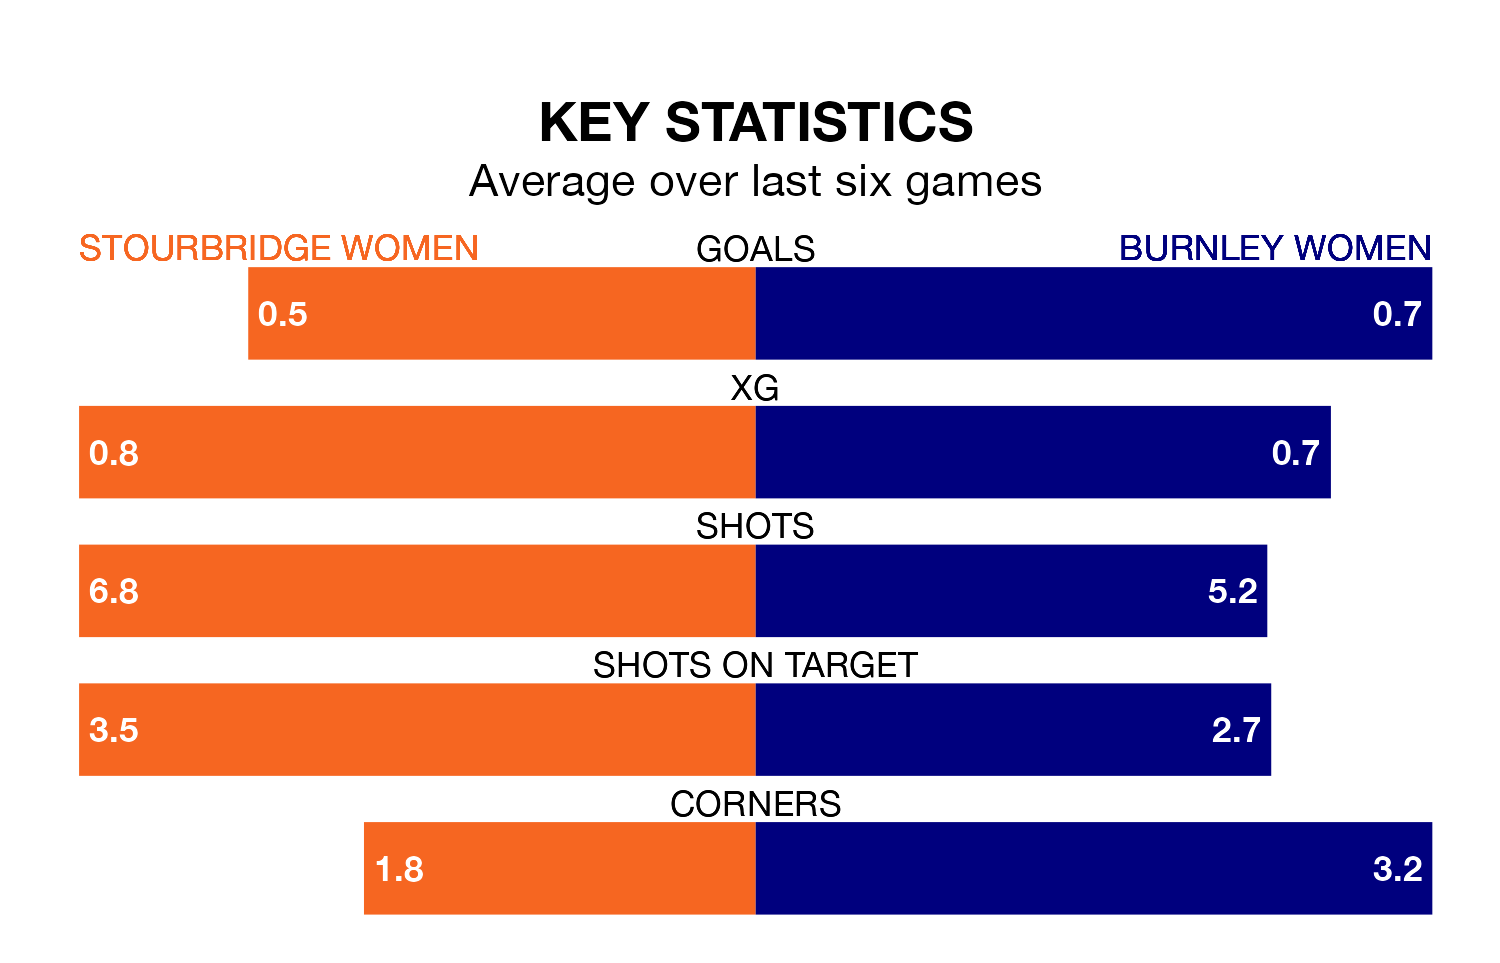 KEY STATISTICS
Average over last six games
STOURBRIDGE WOMEN GOALS BURNLEY WOMEN
0.5 0.7
XG
0.8 0.7
SHOTS
6.8 5.2
SHOTS ON TARGET
3.5 2.7
CORNERS
1.8 3.2